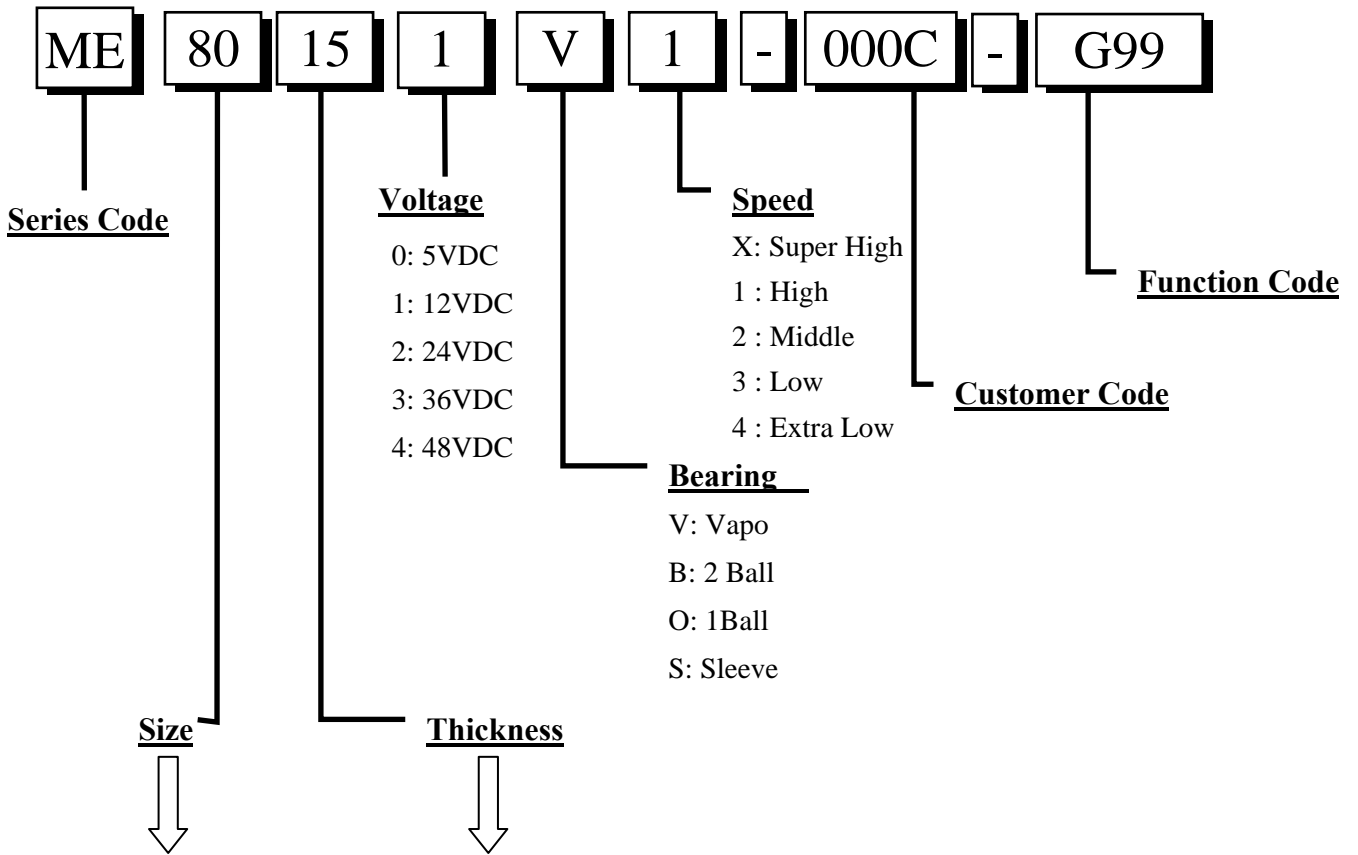 ME 80 15 1 V 1 - 000C - G99
Series Code
Voltage
0: 5VDC
1: 12VDC
2: 24VDC
3: 36VDC
4: 48VDC
Speed
X: Super High
1 : High
2 : Middle
3 : Low
4 : Extra Low
Function Code
Customer Code
Bearing
V: Vapo
B: 2 Ball
O: 1Ball
S: Sleeve
Size
Thickness